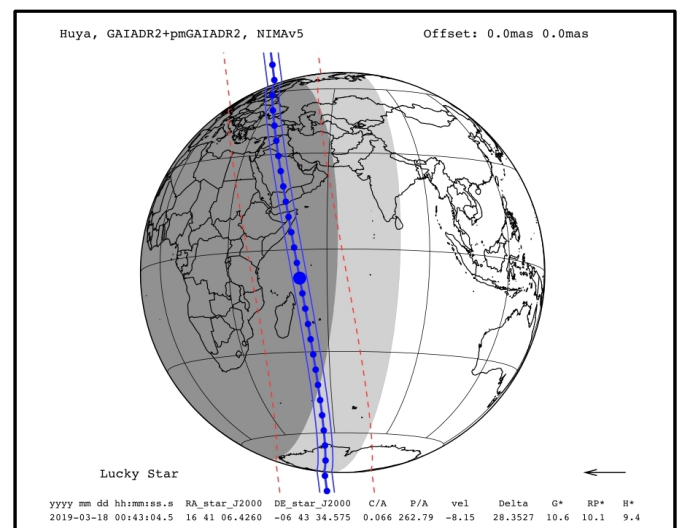 Huya, GAIADR2+pmGAIADR2, NIMAv5 Offset: 0.0mas 0.0mas
Lucky Star
yyyy mm dd hh:mm:ss.s RA_star_J2000 DE_star_J2000 C/A P/A vel Delta G* RP* H*
2019-03-18 00:43:04.5 16 41 06.4260 -06 43 34.575 0.066 262.79 -8.15 28.3527 10.6 10.1 9.4